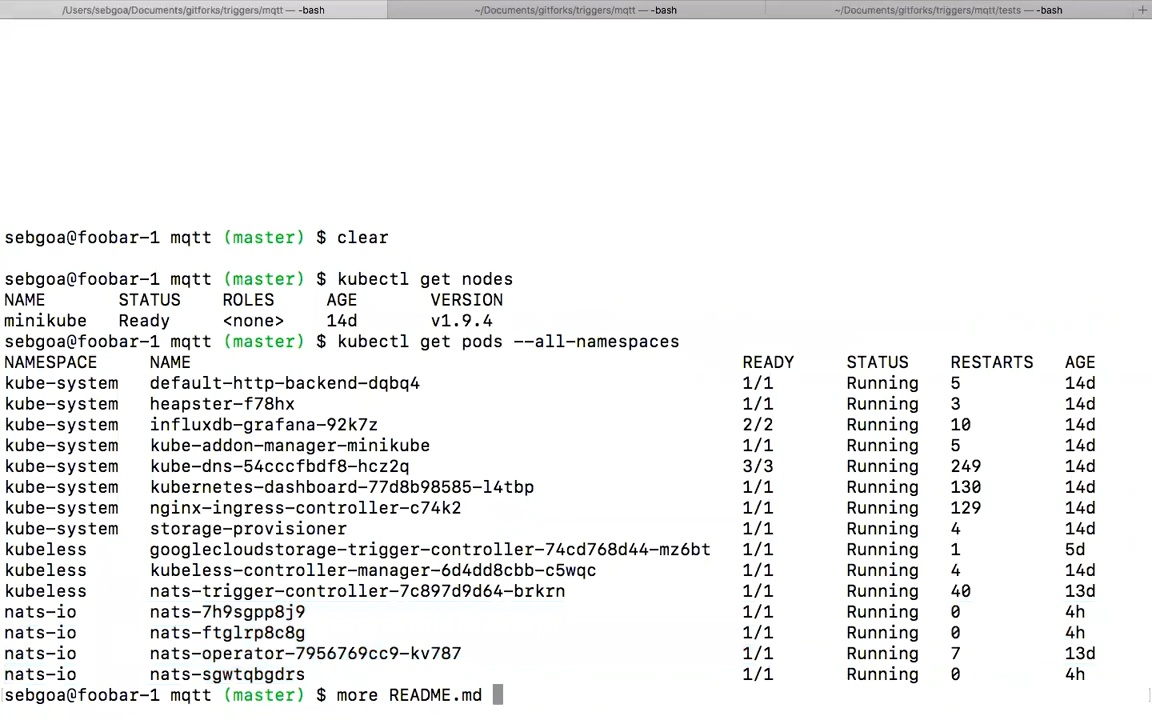 /Users/sebgoa/Documents/gitforks/triggers/mqtt — -bash
~/Documents/gitforks/triggers/mqtt — -bash
~/Documents/gitforks/triggers/mqtt/tests — -bash
+
sebgoa@foobar-1 mqtt (master) $ clear
sebgoa@foobar-1 mqtt (master) $ kubectl get nodes
NAME STATUS ROLES AGE VERSION
minikube Ready <none> 14d v1.9.4
sebgoa@foobar-1 mqtt (master) $ kubectl get pods --all-namespaces
NAMESPACE NAME READY STATUS RESTARTS AGE
kube-system default-http-backend-dqbq4 1/1 Running 5 14d
kube-system heapster-f78hx 1/1 Running 3 14d
kube-system influxdb-grafana-92k7z 2/2 Running 10 14d
kube-system kube-addon-manager-minikube 1/1 Running 5 14d
kube-system kube-dns-54cccfbdf8-hcz2q 3/3 Running 249 14d
kube-system kubernetes-dashboard-77d8b98585-l4tbp 1/1 Running 130 14d
kube-system nginx-ingress-controller-c74k2 1/1 Running 129 14d
kube-system storage-provisioner 1/1 Running 4 14d
kubeless googlecloudstorage-trigger-controller-74cd768d44-mz6bt 1/1 Running 1 5d
kubeless kubeless-controller-manager-6d4dd8cbb-c5wqc 1/1 Running 4 14d
kubeless nats-trigger-controller-7c897d9d64-brkrn 1/1 Running 40 13d
nats-io nats-7h9sgpp8j9 1/1 Running 0 4h
nats-io nats-ftglrp8c8g 1/1 Running 0 4h
nats-io nats-operator-7956769cc9-kv787 1/1 Running 7 13d
nats-io nats-sgwtqbgdrs 1/1 Running 0 4h
sebgoa@foobar-1 mqtt (master) $ more README.md